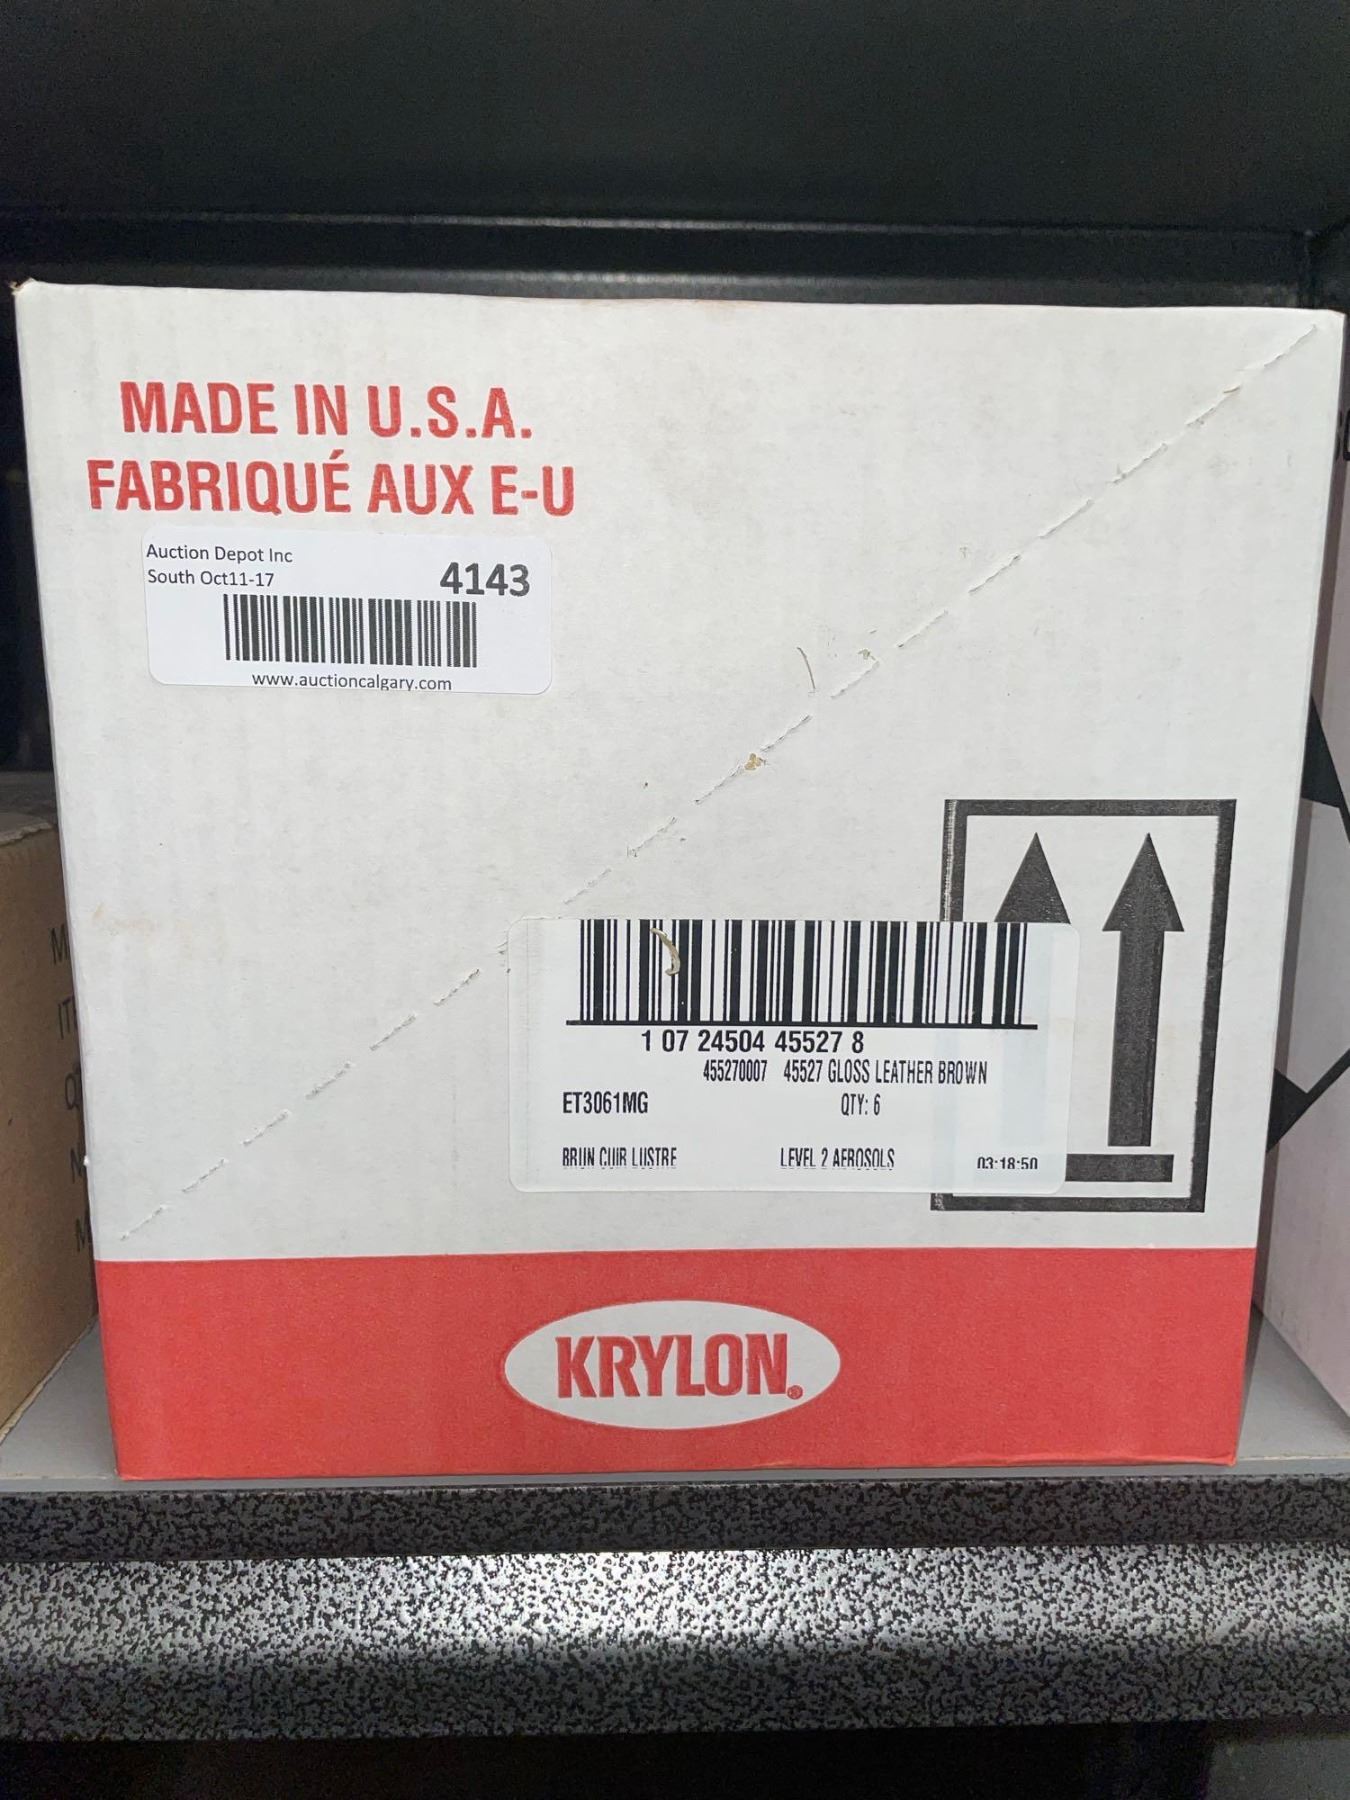 MADE IN U.S.A.
FABRIQUÉ AUX E-U
Auction Depot Inc
South Oct11-17
4143
www.auctioncalgary.com
1 07 24504 45527 8
455270007 45527 GLOSS LEATHER BROWN
ET3061MG QTY: 6
BRUN CUIR LUSTRE LEVEL 2 AEROSOLS 03:18:50
KRYLON®